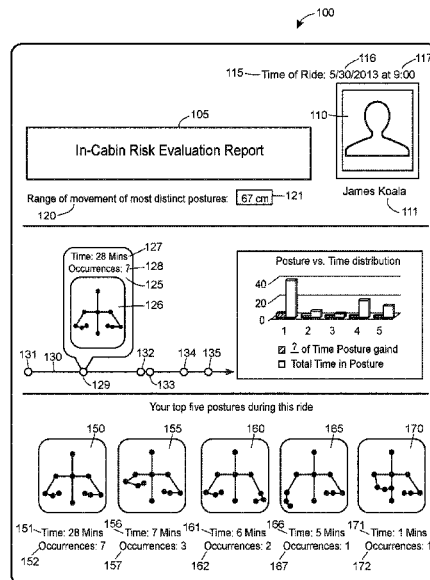 100
116
117
115 Time of Ride: 5/30/2013 at 9:00
105
110
In-Cabin Risk Evaluation Report
Range of movement of most distinct postures: 67 cm 121
120
James Koala
111
127
Time: 28 Mins
Occurrences: 7 128
125
126
131 130 129 132 133 134 135
Posture vs. Time distribution
40
20
0
1 2 3 4 5
? of Time Posture gaind
Total Time in Posture
Your top five postures during this ride
150 155 160 165 170
151 Time: 28 Mins 156 Time: 7 Mins 161 Time: 6 Mins 166 Time: 5 Mins 171 Time: 1 Mins
152 Occurrences: 7 157 Occurrences: 3 162 Occurrences: 2 167 Occurrences: 1 172 Occurrences: 1